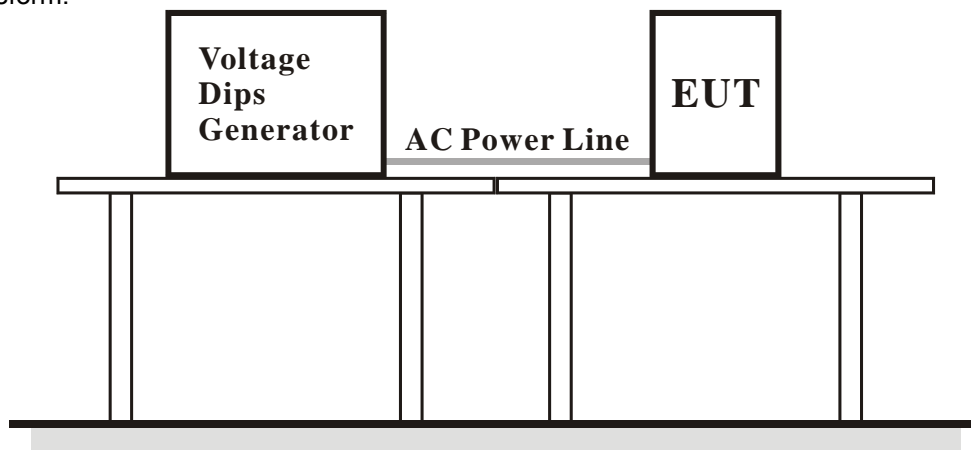 Voltage
Dips
Generator
EUT
AC Power Line